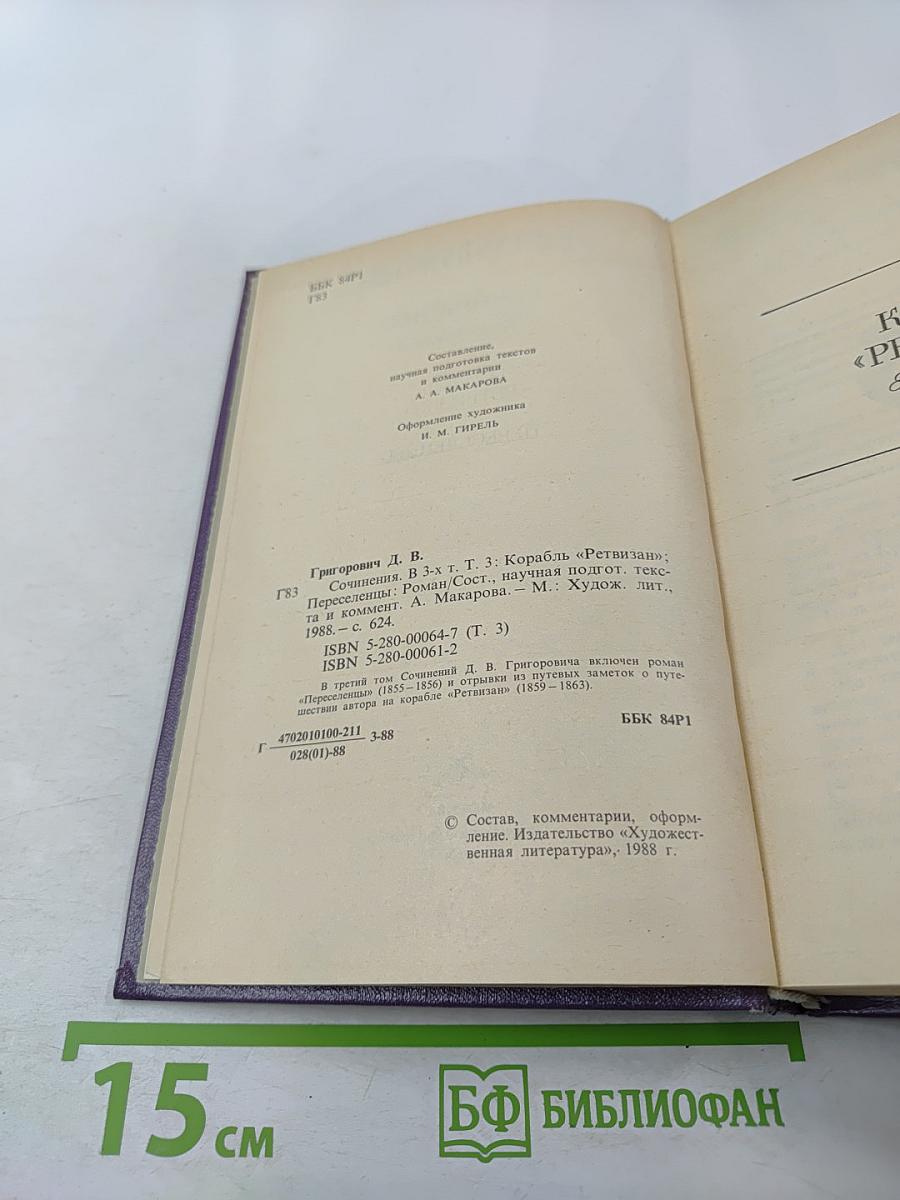 ББК 84Р1
Г83
Составление,
научная подготовка текстов
и комментарии
А. А. МАКАРОВА
Оформление художника
И. М. ГИРЕЛЬ
Григорович Д. В.
Г83 Сочинения. В 3-х т. Т. 3: Корабль «Ретвизан»;
Переселенцы: Роман/Сост., научная подгот. текс-
та и коммент. А. Макарова. – М.: Худож. лит.,
1988. – с. 624.
ISBN 5-280-00064-7 (Т. 3)
ISBN 5-280-00061-2
В третий том Сочинений Д. В. Григоровича включен роман
«Переселенцы» (1855–1856) и отрывки из путевых заметок о путе-
шествии автора на корабле «Ретвизан» (1859–1863).
Г 4702010100-211 3-88
028(01)-88
ББК 84Р1
© Состав, комментарии, оформ-
ление. Издательство «Художест-
венная литература», 1988 г.
К
«РЕ
15 см
БФ БИБЛИОФАН